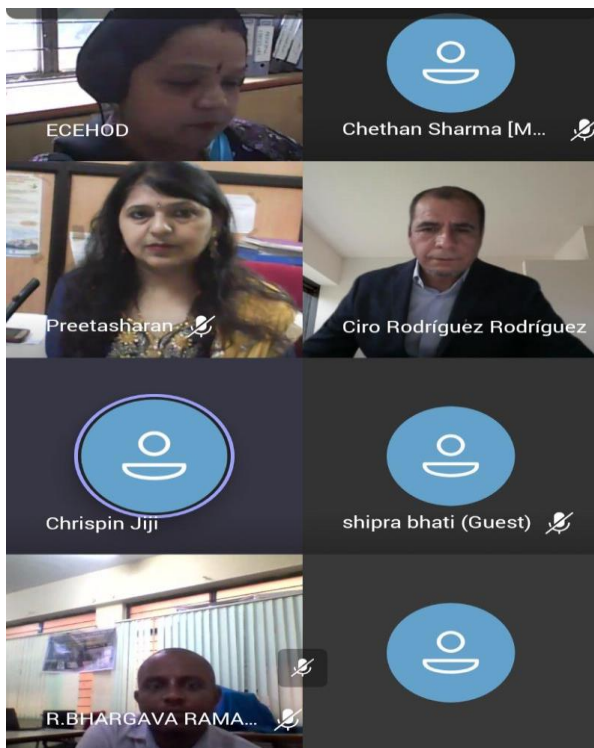 ECEHOD
Chethan Sharma [M...
Preetasharan
Ciro Rodríguez Rodríguez
Chrispin Jiji
shipra bhati (Guest)
R.BHARGAVA RAMA...